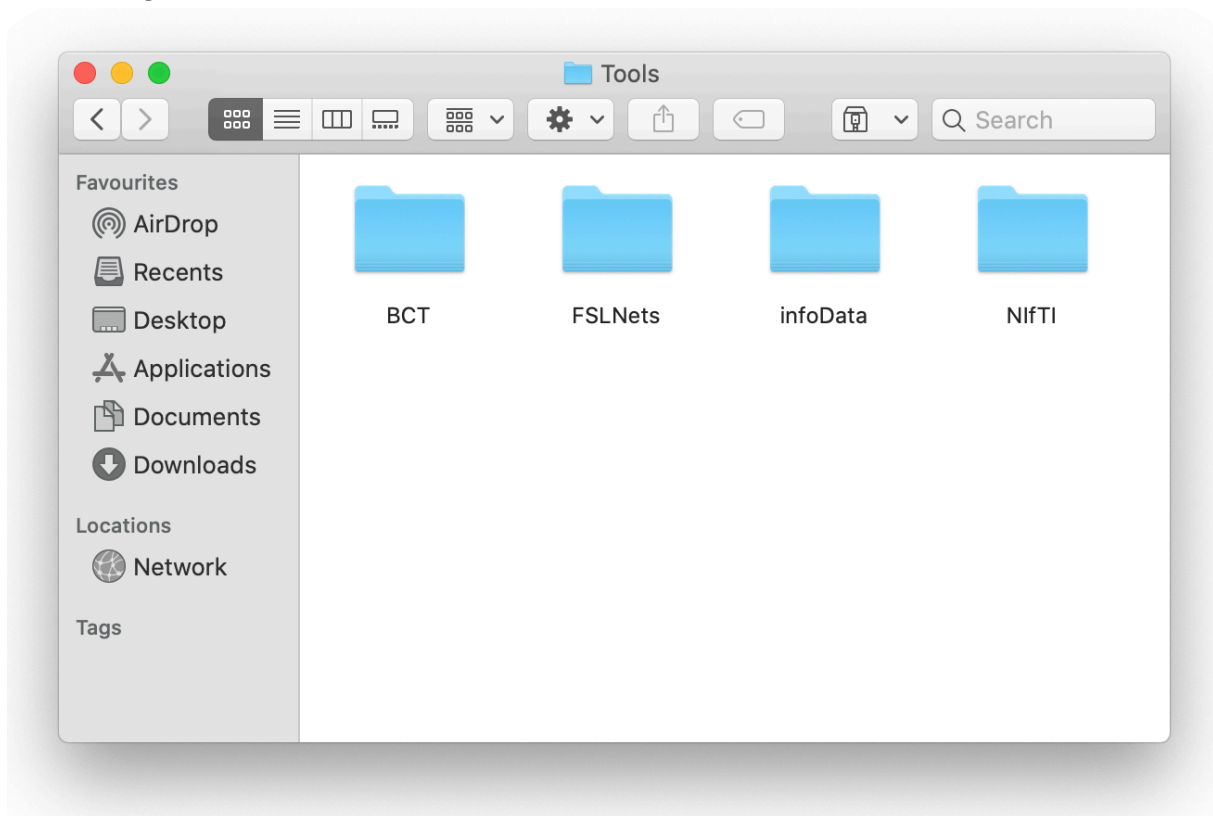 Tools
Search
Favourites
AirDrop
Recents
Desktop
Applications
Documents
Downloads
Locations
Network
Tags
BCT
FSLNets
infoData
NIfTI